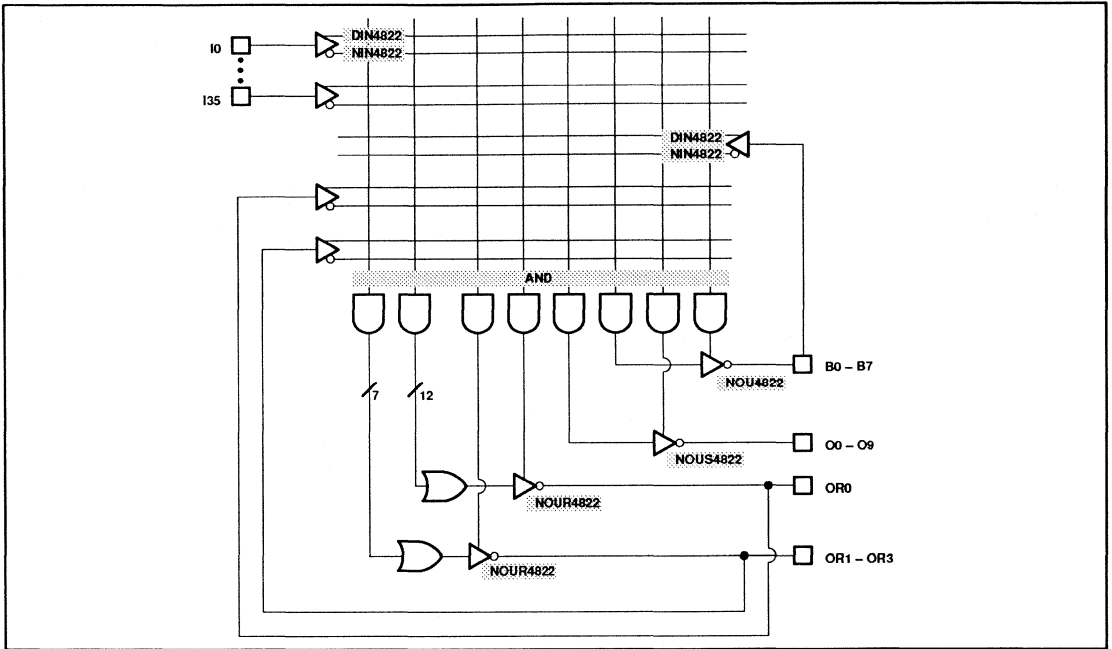 I0
DIN4822
NIN4822
I35
DIN4822
NIN4822
AND
B0 – B7
NOU4822
7
12
O0 – O9
NOUS4822
OR0
NOUR4822
OR1 – OR3
NOUR4822